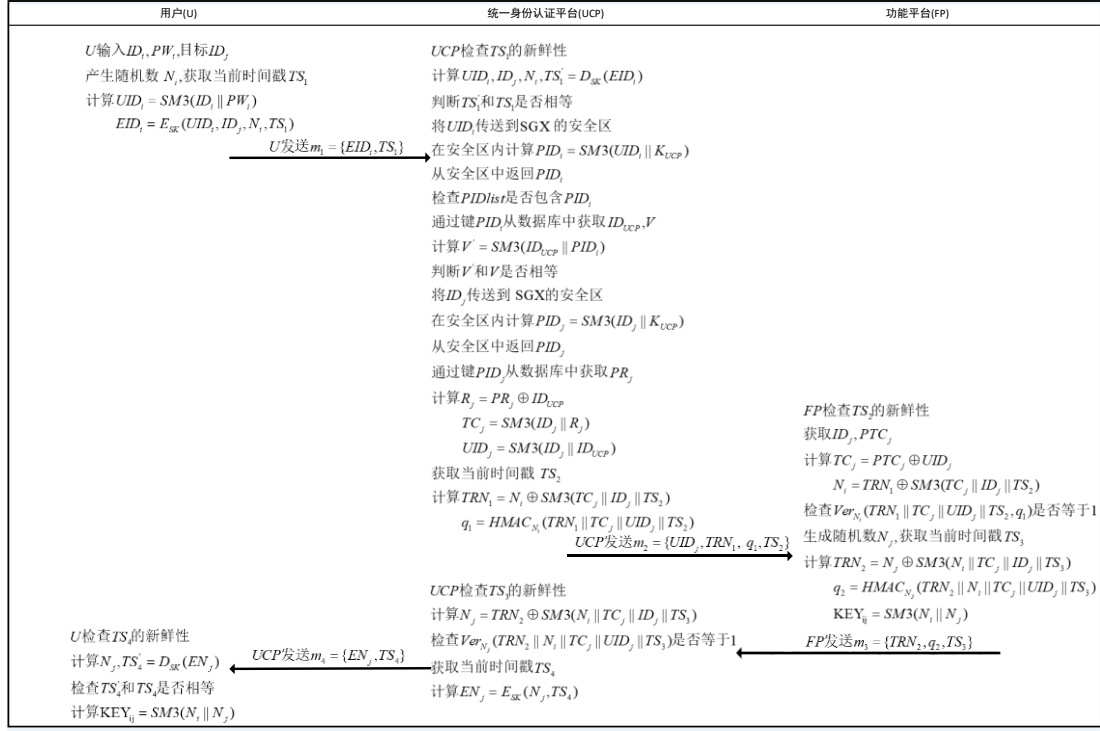 用户(U)
统一身份认证平台(UCP)
功能平台(FP)
U输入ID_i,PW_i,目标ID_j
产生随机数 N_i,获取当前时间戳TS_1
计算UID_i = SM3(ID_i || PW_i)
EID_i = E_SK(UID_i,ID_j,N_i,TS_1)
U发送m_1 = {EID_i,TS_1}
UCP检查TS_1的新鲜性
计算UID_i,ID_j,N_i,TS_1' = D_SK(EID_i)
判断TS_1'和TS_1是否相等
将UID_i传送到SGX 的安全区
在安全区内计算PID_i = SM3(UID_i || K_UCP)
从安全区中返回PID_i
检查PIDlist是否包含PID_i
通过键PID_i从数据库中获取ID_UCP,V
计算V' = SM3(ID_UCP || PID_i)
判断V'和V是否相等
将ID_j传送到 SGX的安全区
在安全区内计算PID_j = SM3(ID_j || K_UCP)
从安全区中返回PID_j
通过键PID_j从数据库中获取PR_j
计算R_j = PR_j ⊕ ID_UCP
TC_j = SM3(ID_j || R_j)
UID_j = SM3(ID_j || ID_UCP)
获取当前时间戳 TS_2
计算TRN_1 = N_i ⊕ SM3(TC_j || ID_j || TS_2)
q_1 = HMAC_{N_i}(TRN_1 || TC_j || UID_j || TS_2)
UCP发送m_2 = {UID_j,TRN_1, q_1,TS_2}
FP检查TS_2的新鲜性
获取ID_j,PTC_j
计算TC_j = PTC_j ⊕ UID_j
N_i = TRN_1 ⊕ SM3(TC_j || ID_j || TS_2)
检查Ver_{N_i}(TRN_1 || TC_j || UID_j || TS_2,q_1)是否等于1
生成随机数N_j,获取当前时间戳TS_3
计算TRN_2 = N_j ⊕ SM3(N_i || TC_j || ID_j || TS_3)
q_2 = HMAC_{N_j}(TRN_2 || N_i || TC_j || UID_j || TS_3)
KEY_ij = SM3(N_i || N_j)
FP发送m_3 = {TRN_2,q_2,TS_3}
UCP检查TS_3的新鲜性
计算N_j = TRN_2 ⊕ SM3(N_i || TC_j || ID_j || TS_3)
检查Ver_{N_j}(TRN_2 || N_i || TC_j || UID_j || TS_3)是否等于1
获取当前时间戳TS_4
计算EN_j = E_SK(N_j,TS_4)
UCP发送m_4 = {EN_j,TS_4}
U检查TS_4的新鲜性
计算N_j,TS_4' = D_SK(EN_j)
检查TS_4'和TS_4是否相等
计算KEY_ij = SM3(N_i || N_j)